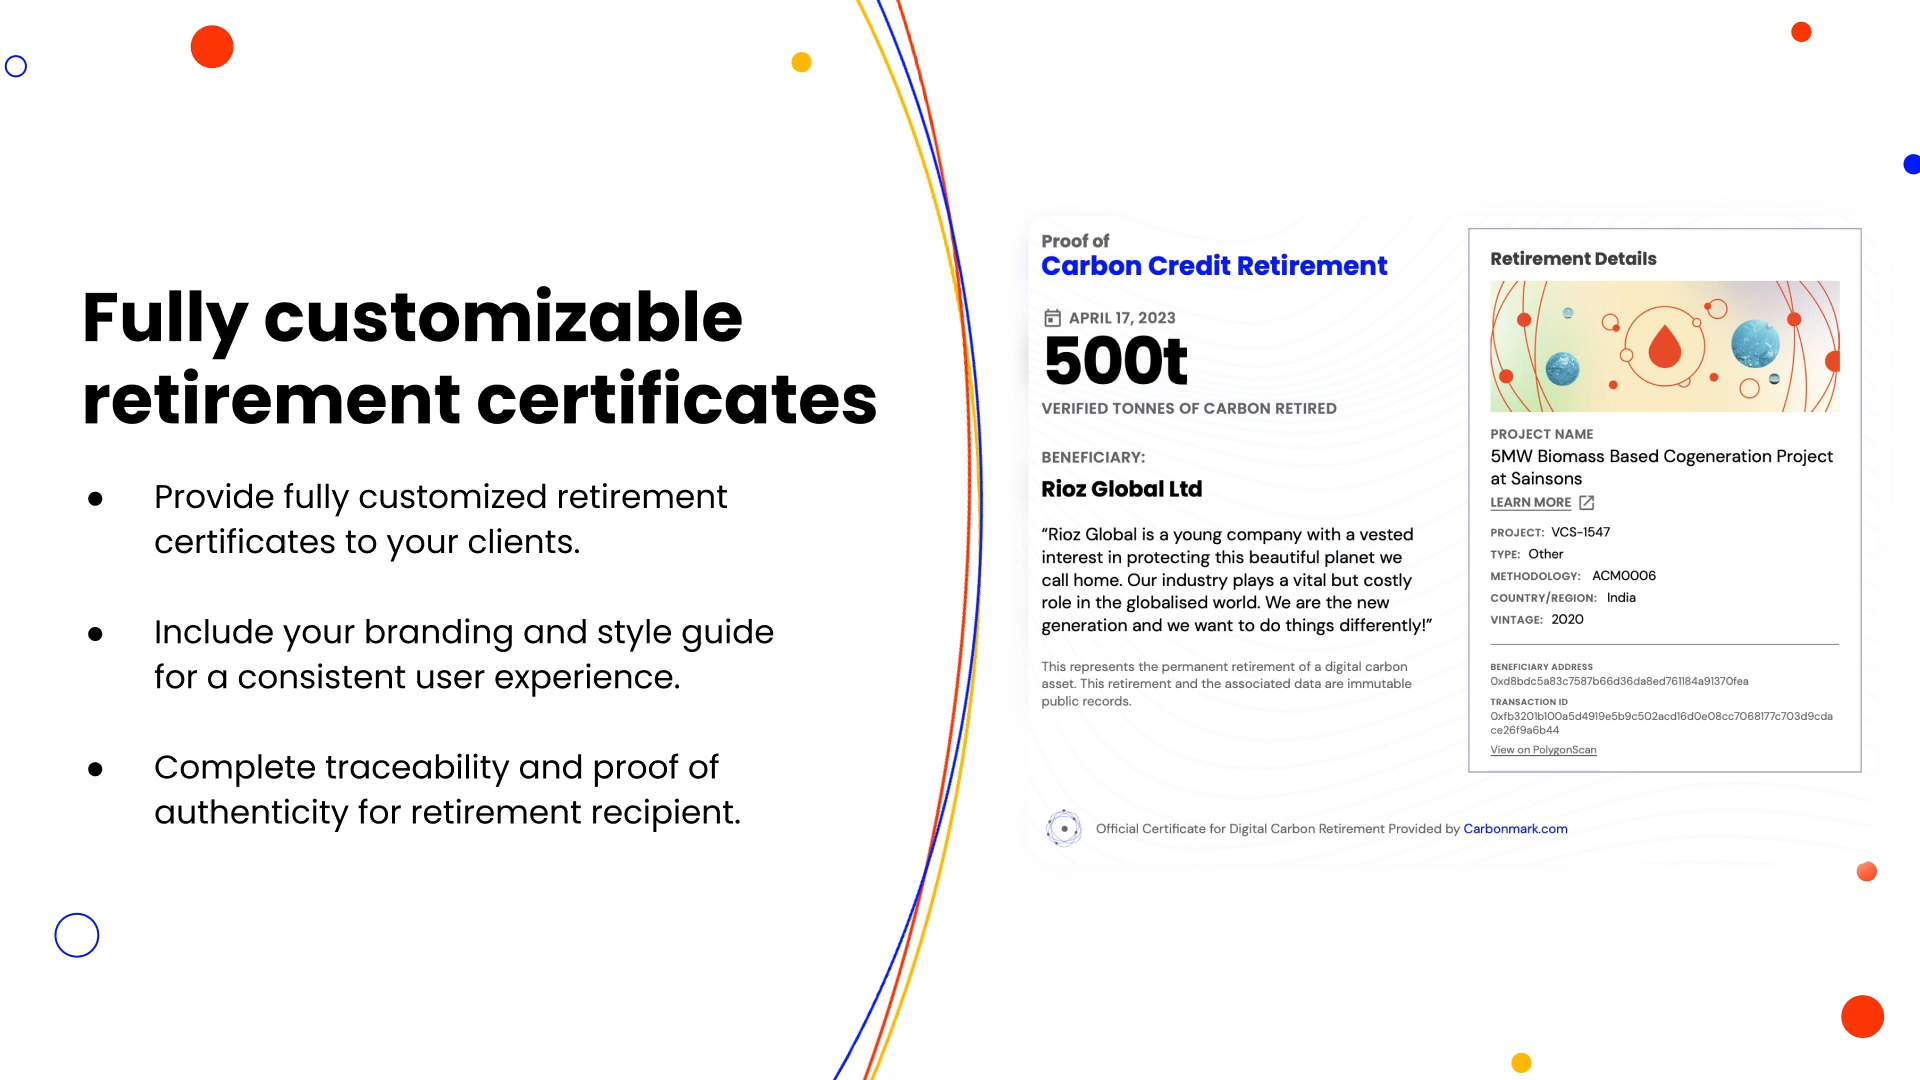 Fully customizable
retirement certificates
● Provide fully customized retirement
certificates to your clients.
● Include your branding and style guide
for a consistent user experience.
● Complete traceability and proof of
authenticity for retirement recipient.
Proof of
Carbon Credit Retirement
APRIL 17, 2023
500t
VERIFIED TONNES OF CARBON RETIRED
BENEFICIARY:
Rioz Global Ltd
“Rioz Global is a young company with a vested
interest in protecting this beautiful planet we
call home. Our industry plays a vital but costly
role in the globalised world. We are the new
generation and we want to do things differently!”
This represents the permanent retirement of a digital carbon
asset. This retirement and the associated data are immutable
public records.
Retirement Details
PROJECT NAME
5MW Biomass Based Cogeneration Project
at Sainsons
LEARN MORE
PROJECT: VCS-1547
TYPE: Other
METHODOLOGY: ACM0006
COUNTRY/REGION: India
VINTAGE: 2020
BENEFICIARY ADDRESS
0xd8bdc5a83c7587b66d36da8ed761184a91370fea
TRANSACTION ID
0xfb3201b100a5d4919e5b9c502acd16d0e08cc7068177c703d9cda
ce26f9a6b44
View on PolygonScan
Official Certificate for Digital Carbon Retirement Provided by Carbonmark.com